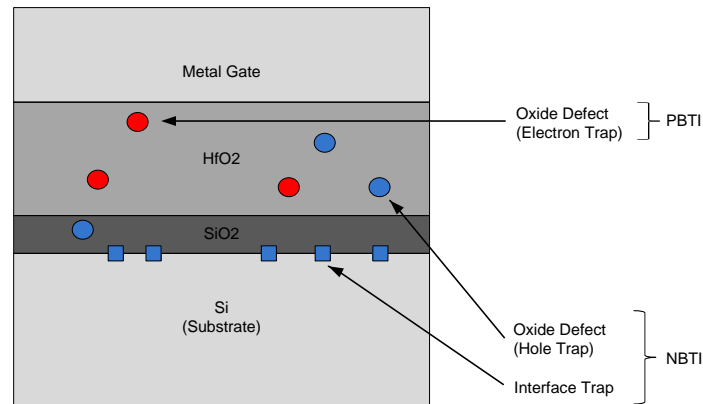 Metal Gate
Oxide Defect
(Electron Trap)
PBTI
HfO2
SiO2
Si
(Substrate)
Oxide Defect
(Hole Trap)
NBTI
Interface Trap